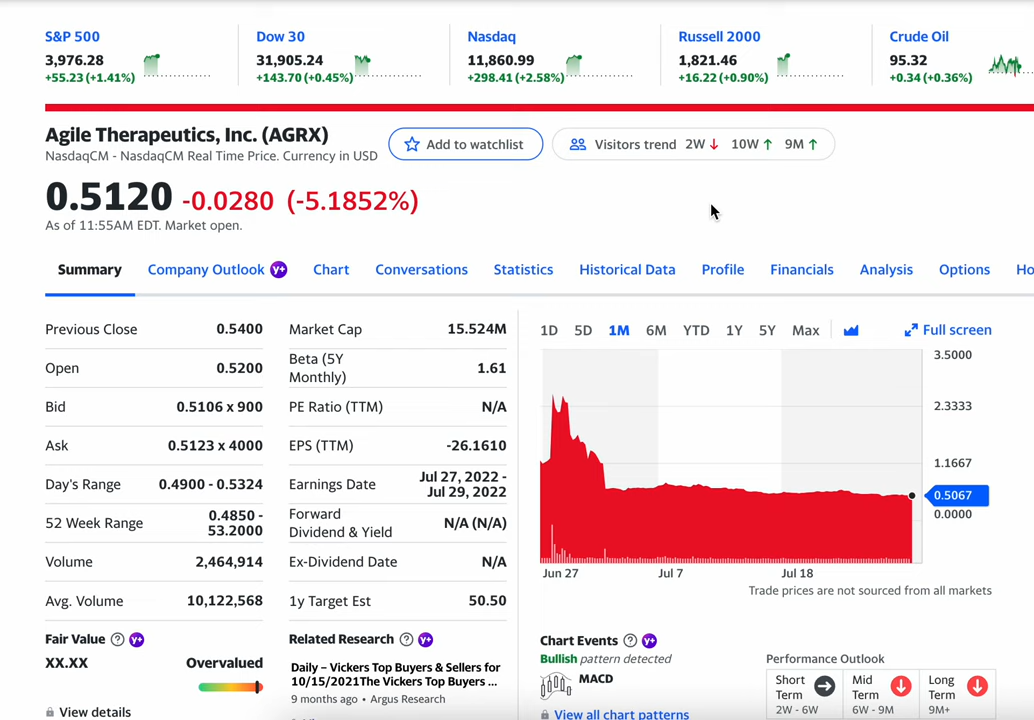 S&P 500
3,976.28
+55.23 (+1.41%)
Dow 30
31,905.24
+143.70 (+0.45%)
Nasdaq
11,860.99
+298.41 (+2.58%)
Russell 2000
1,821.46
+16.22 (+0.90%)
Crude Oil
95.32
+0.34 (+0.36%)
Agile Therapeutics, Inc. (AGRX)
NasdaqCM - NasdaqCM Real Time Price. Currency in USD
Add to watchlist
Visitors trend 2W 10W 9M
0.5120 -0.0280 (-5.1852%)
As of 11:55AM EDT. Market open.
Summary Company Outlook Y+ Chart Conversations Statistics Historical Data Profile Financials Analysis Options Ho
Previous Close 0.5400
Open 0.5200
Bid 0.5106 x 900
Ask 0.5123 x 4000
Day's Range 0.4900 - 0.5324
52 Week Range 0.4850 -
53.2000
Volume 2,464,914
Avg. Volume 10,122,568
Market Cap 15.524M
Beta (5Y
Monthly) 1.61
PE Ratio (TTM) N/A
EPS (TTM) -26.1610
Earnings Date Jul 27, 2022 -
Jul 29, 2022
Forward
Dividend & Yield N/A (N/A)
Ex-Dividend Date N/A
1y Target Est 50.50
1D 5D 1M 6M YTD 1Y 5Y Max Full screen
3.5000
2.3333
1.1667
0.5067
0.0000
Jun 27 Jul 7 Jul 18
Trade prices are not sourced from all markets
Fair Value ? Y+
XX.XX Overvalued
View details
Related Research ? Y+
Daily – Vickers Top Buyers & Sellers for
10/15/2021The Vickers Top Buyers ...
9 months ago • Argus Research
Chart Events ? Y+
Bullish pattern detected
MACD
View all chart patterns
Performance Outlook
Short
Term
2W - 6W
Mid
Term
6W - 9M
Long
Term
9M+